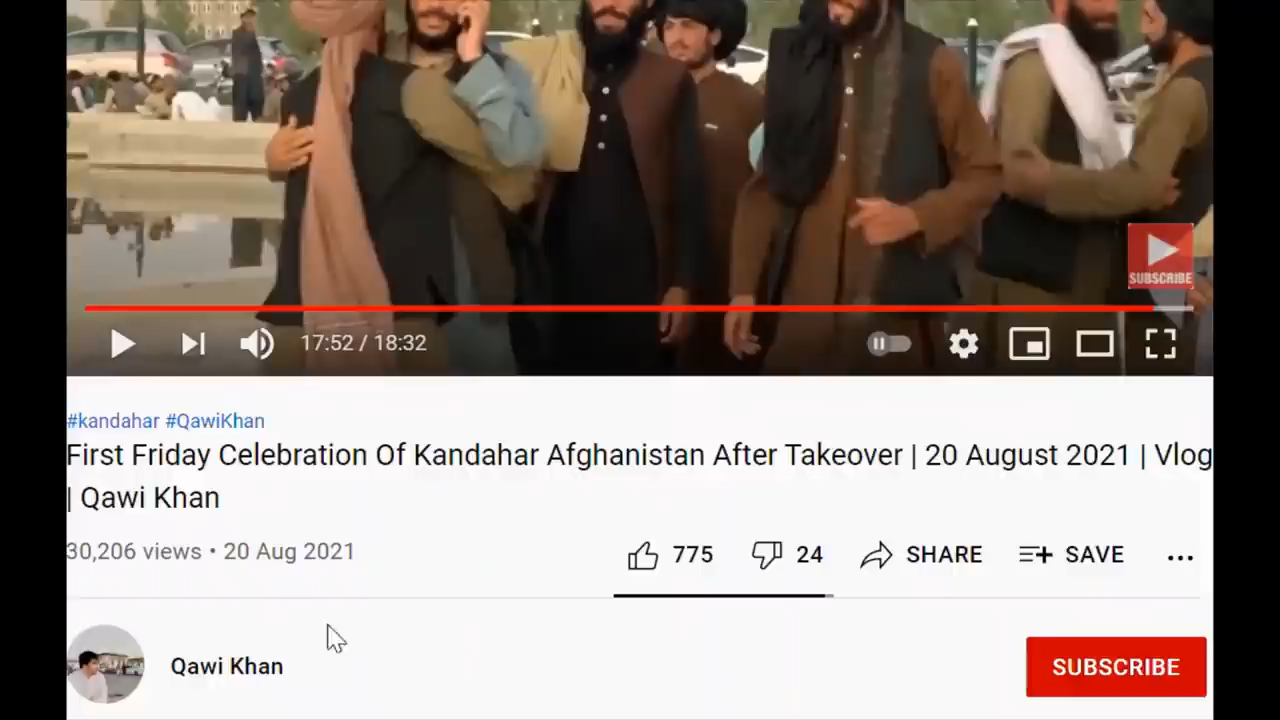 SUBSCRIBE
17:52 / 18:32
#kandahar #QawiKhan
First Friday Celebration Of Kandahar Afghanistan After Takeover | 20 August 2021 | Vlog
| Qawi Khan
30,206 views • 20 Aug 2021
775 24 SHARE SAVE
Qawi Khan
SUBSCRIBE